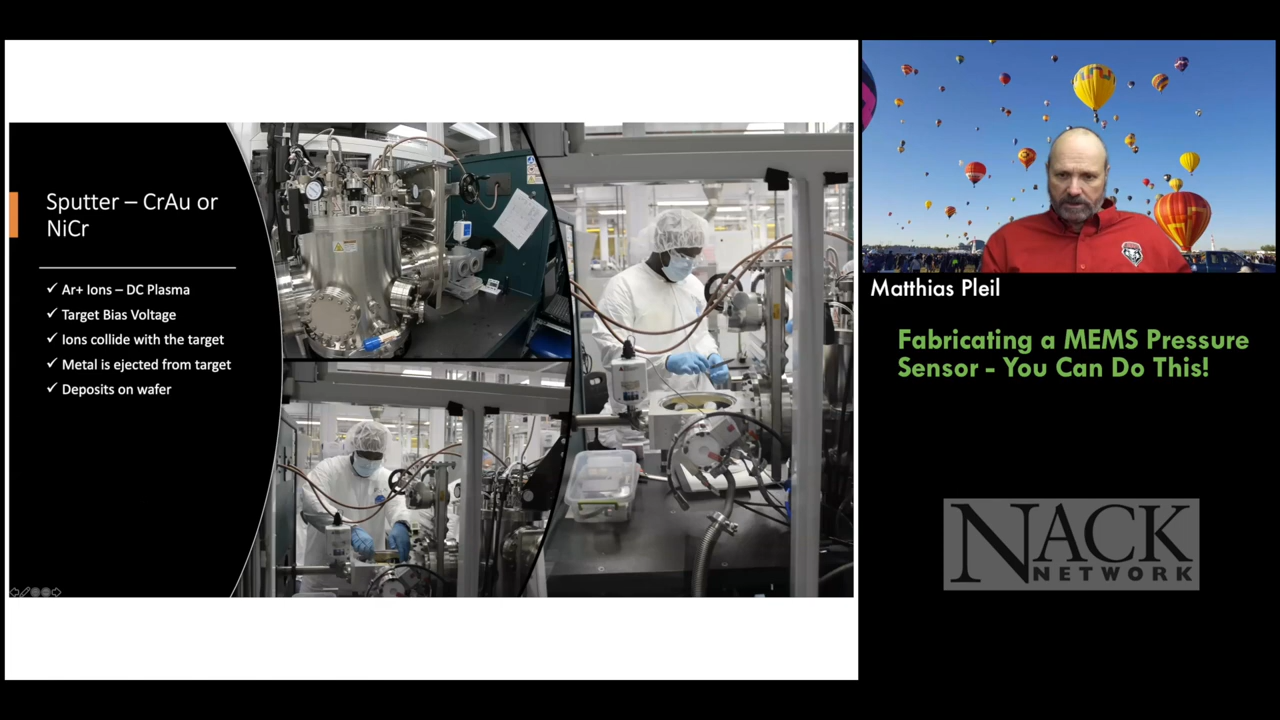 Sputter – CrAu or
NiCr
✓ Ar+ Ions – DC Plasma
✓ Target Bias Voltage
✓ Ions collide with the target
✓ Metal is ejected from target
✓ Deposits on wafer
Matthias Pleil
Fabricating a MEMS Pressure
Sensor - You Can Do This!
NACK
NETWORK